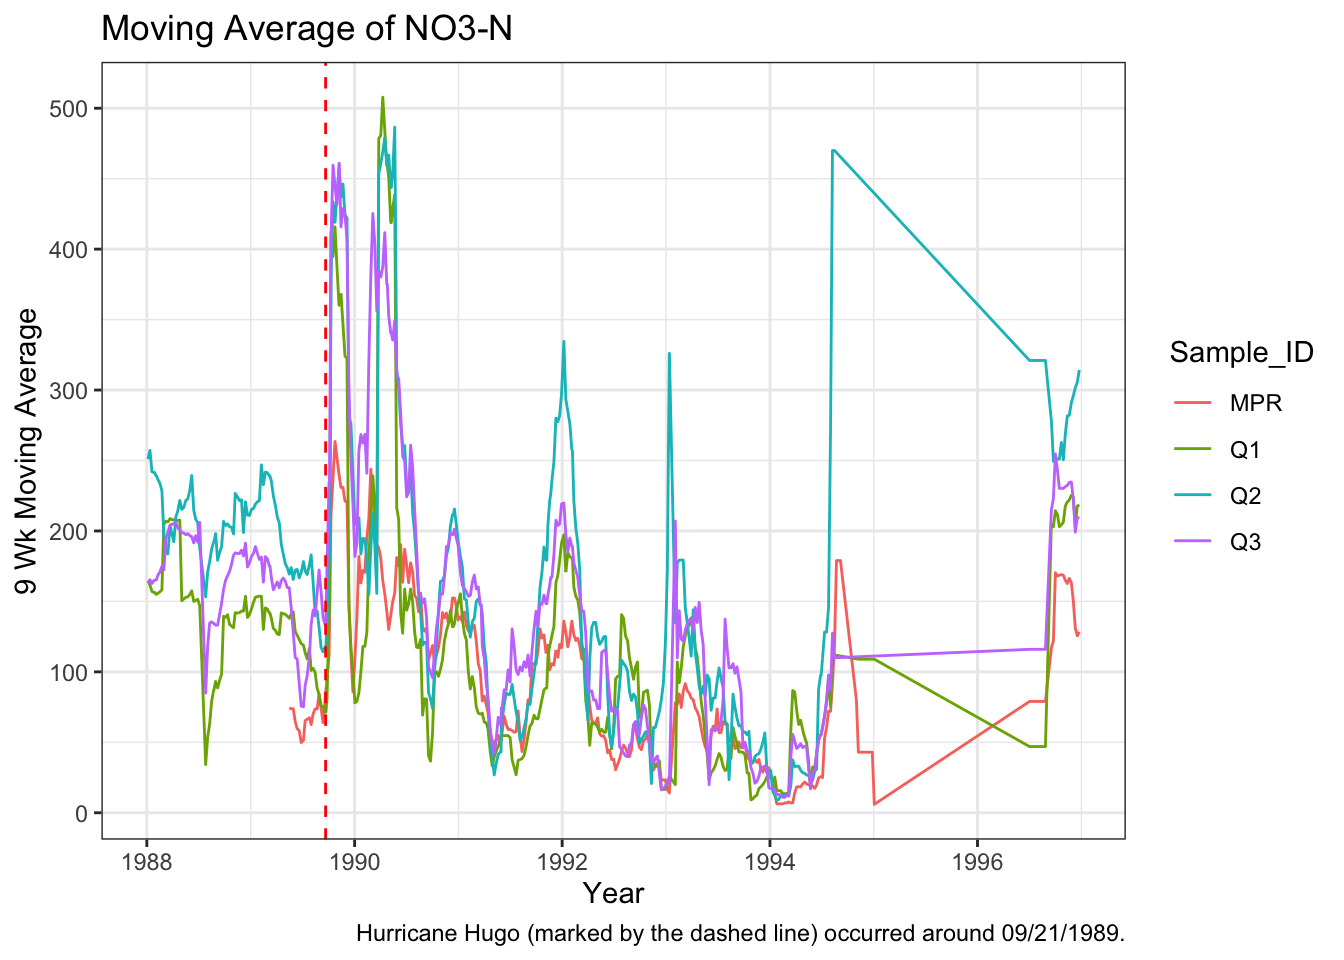 Moving Average of NO3-N
500
400
300
200
100
0
9 Wk Moving Average
1988
1990
1992
1994
1996
Year
Sample_ID
MPR
Q1
Q2
Q3
Hurricane Hugo (marked by the dashed line) occurred around 09/21/1989.